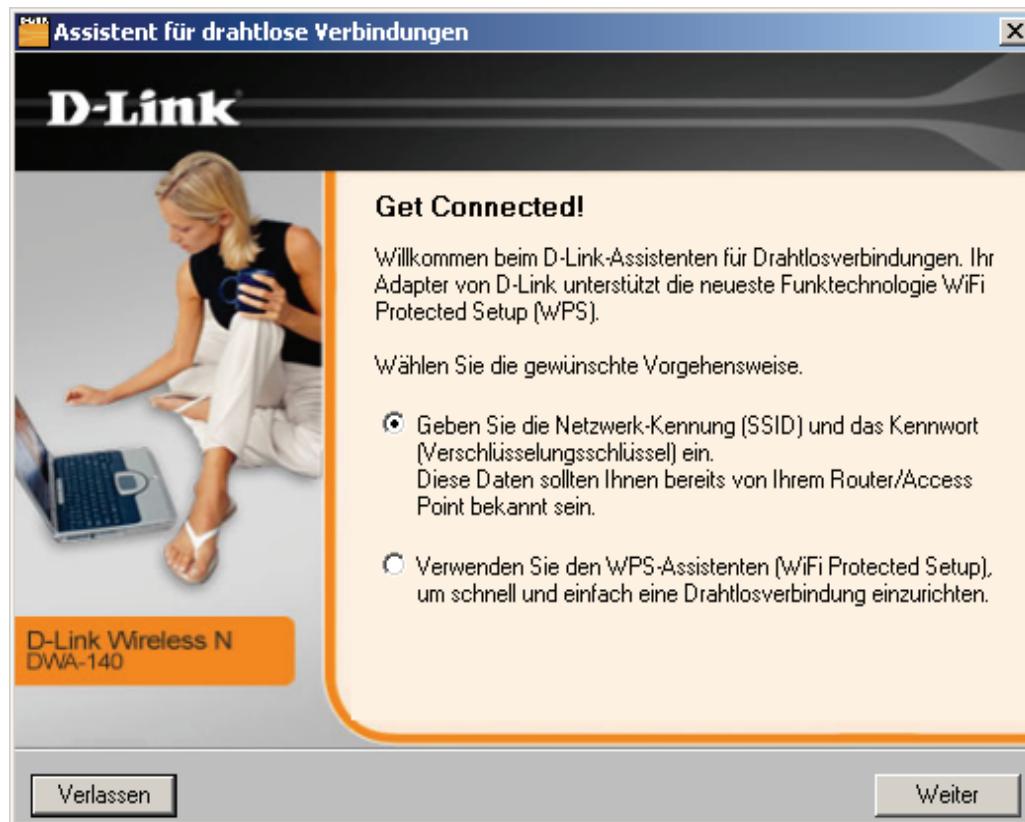 Assistent für drahtlose Verbindungen
D-Link
Get Connected!
Willkommen beim D-Link-Assistenten für Drahtlosverbindungen. Ihr
Adapter von D-Link unterstützt die neueste Funktechnologie WiFi
Protected Setup (WPS).
Wählen Sie die gewünschte Vorgehensweise.
Geben Sie die Netzwerk-Kennung (SSID) und das Kennwort
(Verschlüsselungsschlüssel) ein.
Diese Daten sollten Ihnen bereits von Ihrem Router/Access
Point bekannt sein.
Verwenden Sie den WPS-Assistenten (WiFi Protected Setup),
um schnell und einfach eine Drahtlosverbindung einzurichten.
D-Link Wireless N
DWA-140
Verlassen
Weiter